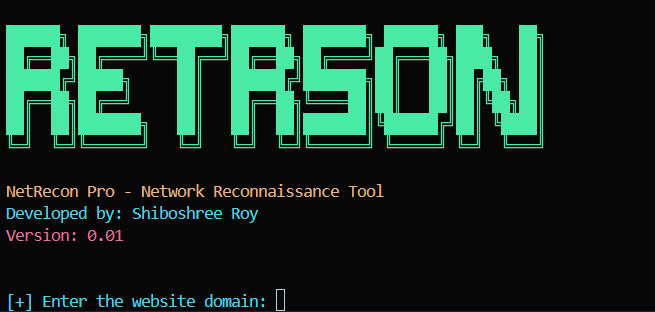 RETRSON
NetRecon Pro - Network Reconnaissance Tool
Developed by: Shiboshree Roy
Version: 0.01
[+] Enter the website domain: